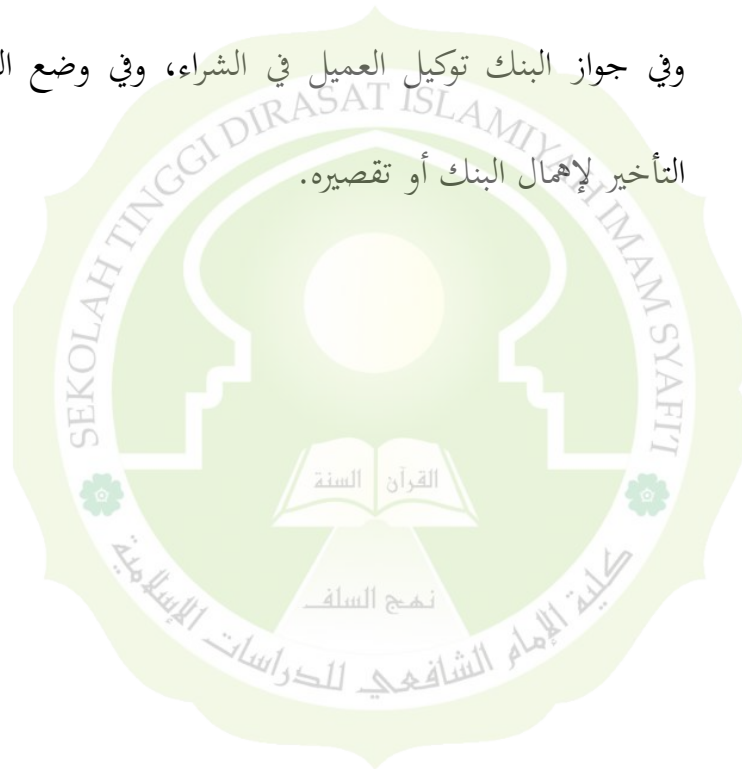 وفي جواز البنك توكيل العميل في الشراء، وفي وضع
التأخير لإهمال البنك أو تقصيره.
SEKOLAH TINGGI DIRASAT ISLAMIYAH IMAM SYAFI'I
القرآن السنة
نهج السلف
كلية الإمام الشافعي للدراسات الإسلامية